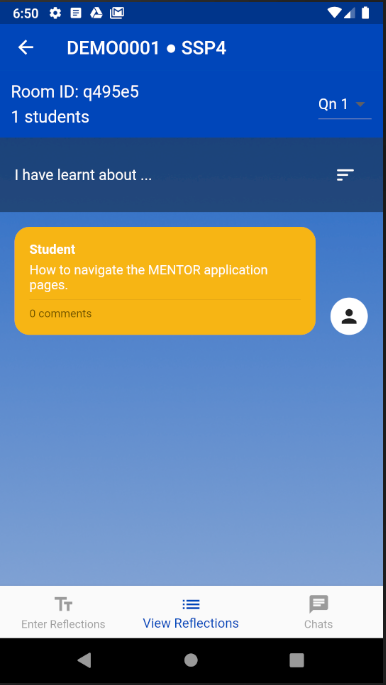 6:50
DEMO0001 ● SSP4
Room ID: q495e5
1 students
Qn 1
I have learnt about ...
Student
How to navigate the MENTOR application
pages.
0 comments
Enter Reflections
View Reflections
Chats